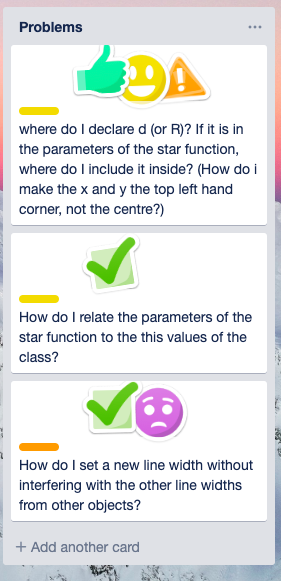 Problems
where do I declare d (or R)? If it is in
the parameters of the star function,
where do I include it inside? (How do i
make the x and y the top left hand
corner, not the centre?)
How do I relate the parameters of the
star function to the this values of the
class?
How do I set a new line width without
interfering with the other line widths
from other objects?
+ Add another card